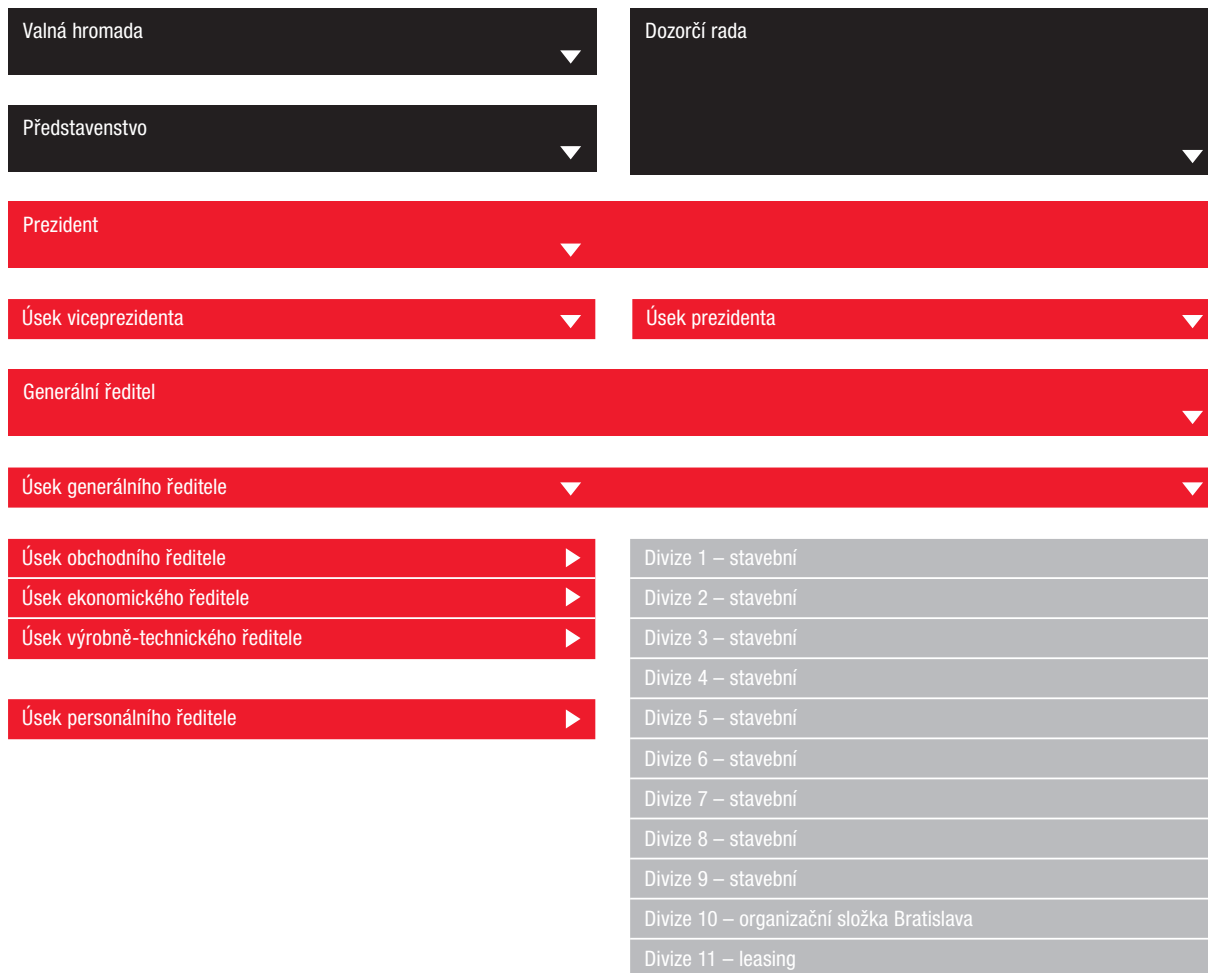 Valná hromada
Dozorčí rada
Představenstvo
Prezident
Úsek viceprezidenta
Úsek prezidenta
Generální ředitel
Úsek generálního ředitele
Úsek obchodního ředitele
Úsek ekonomického ředitele
Úsek výrobně-technického ředitele
Úsek personálního ředitele
Divize 1 – stavební
Divize 2 – stavební
Divize 3 – stavební
Divize 4 – stavební
Divize 5 – stavební
Divize 6 – stavební
Divize 7 – stavební
Divize 8 – stavební
Divize 9 – stavební
Divize 10 – organizační složka Bratislava
Divize 11 – leasing